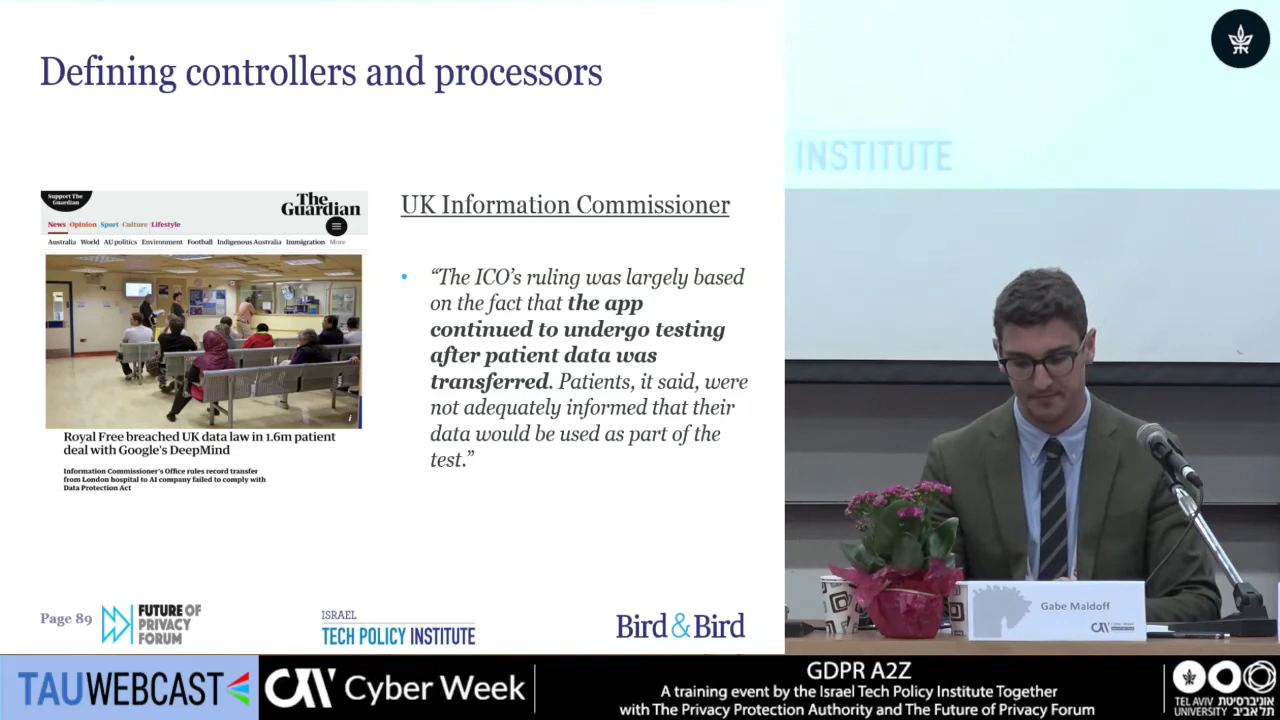 Defining controllers and processors
INSTITUTE
Support The
Guardian
The
Guardian
News Opinion Sport Culture Lifestyle
Australia World AU politics Environment Football Indigenous Australia Immigration More
Royal Free breached UK data law in 1.6m patient
deal with Google's DeepMind
Information Commissioner's Office rules record transfer
from London hospital to AI company failed to comply with
Data Protection Act
UK Information Commissioner
• “The ICO’s ruling was largely based
on the fact that the app
continued to undergo testing
after patient data was
transferred. Patients, it said, were
not adequately informed that their
data would be used as part of the
test.”
Gabe Maldoff
Page 89
FUTURE OF
PRIVACY
FORUM
ISRAEL
TECH POLICY INSTITUTE
Bird&Bird
TAUWEBCAST
Cyber Week
GDPR A2Z
A training event by the Israel Tech Policy Institute Together
with The Privacy Protection Authority and The Future of Privacy Forum
TEL AVIV אוניברסיטת
UNIVERSITY תל אביב